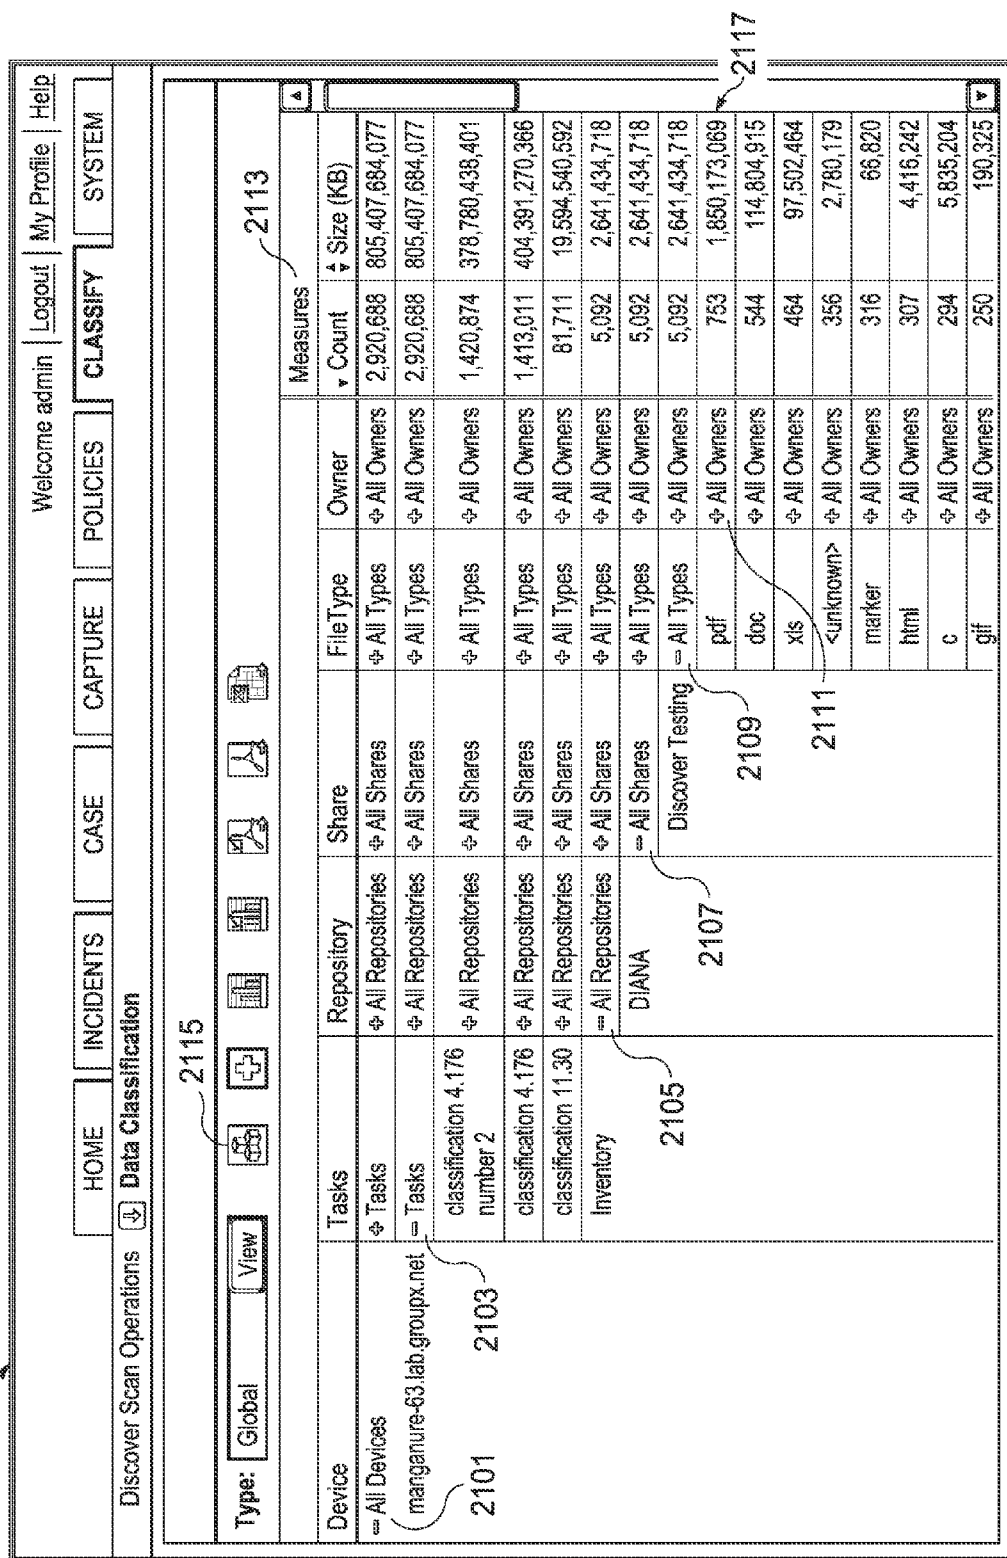 Welcome admin | Logout | My Profile | Help
HOME INCIDENTS CASE CAPTURE POLICIES CLASSIFY SYSTEM
Discover Scan Operations Data Classification
2115
Type: Global View
2113
Measures
Device Tasks Repository Share FileType Owner Count Size (KB)
All Devices Tasks All Repositories All Shares All Types All Owners 2,920,688 805,407,684,077
manganure-63.lab.groupx.net Tasks All Repositories All Shares All Types All Owners 2,920,688 805,407,684,077
classification 4.176 number 2 All Repositories All Shares All Types All Owners 1,420,874 378,780,438,401
classification 4.176 All Repositories All Shares All Types All Owners 1,413,011 404,391,270,366
classification 11.30 All Repositories All Shares All Types All Owners 81,711 19,594,540,592
Inventory All Repositories All Shares All Types All Owners 5,092 2,641,434,718
DIANA All Shares All Types All Owners 5,092 2,641,434,718
Discover Testing All Types All Owners 5,092 2,641,434,718
pdf All Owners 753 1,850,173,069
doc All Owners 544 114,804,915
xls All Owners 464 97,502,464
<unknown> All Owners 356 2,780,179
marker All Owners 316 66,820
html All Owners 307 4,416,242
c All Owners 294 5,835,204
gif All Owners 250 190,325
2101
2103
2105
2107
2109
2111
2117